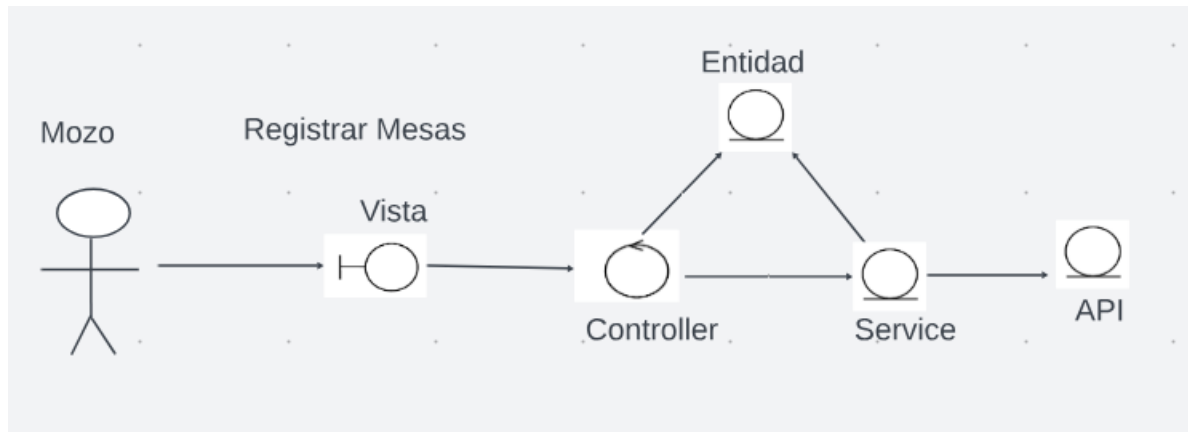 Entidad
Mozo
Registrar Mesas
Vista
Controller
Service
API